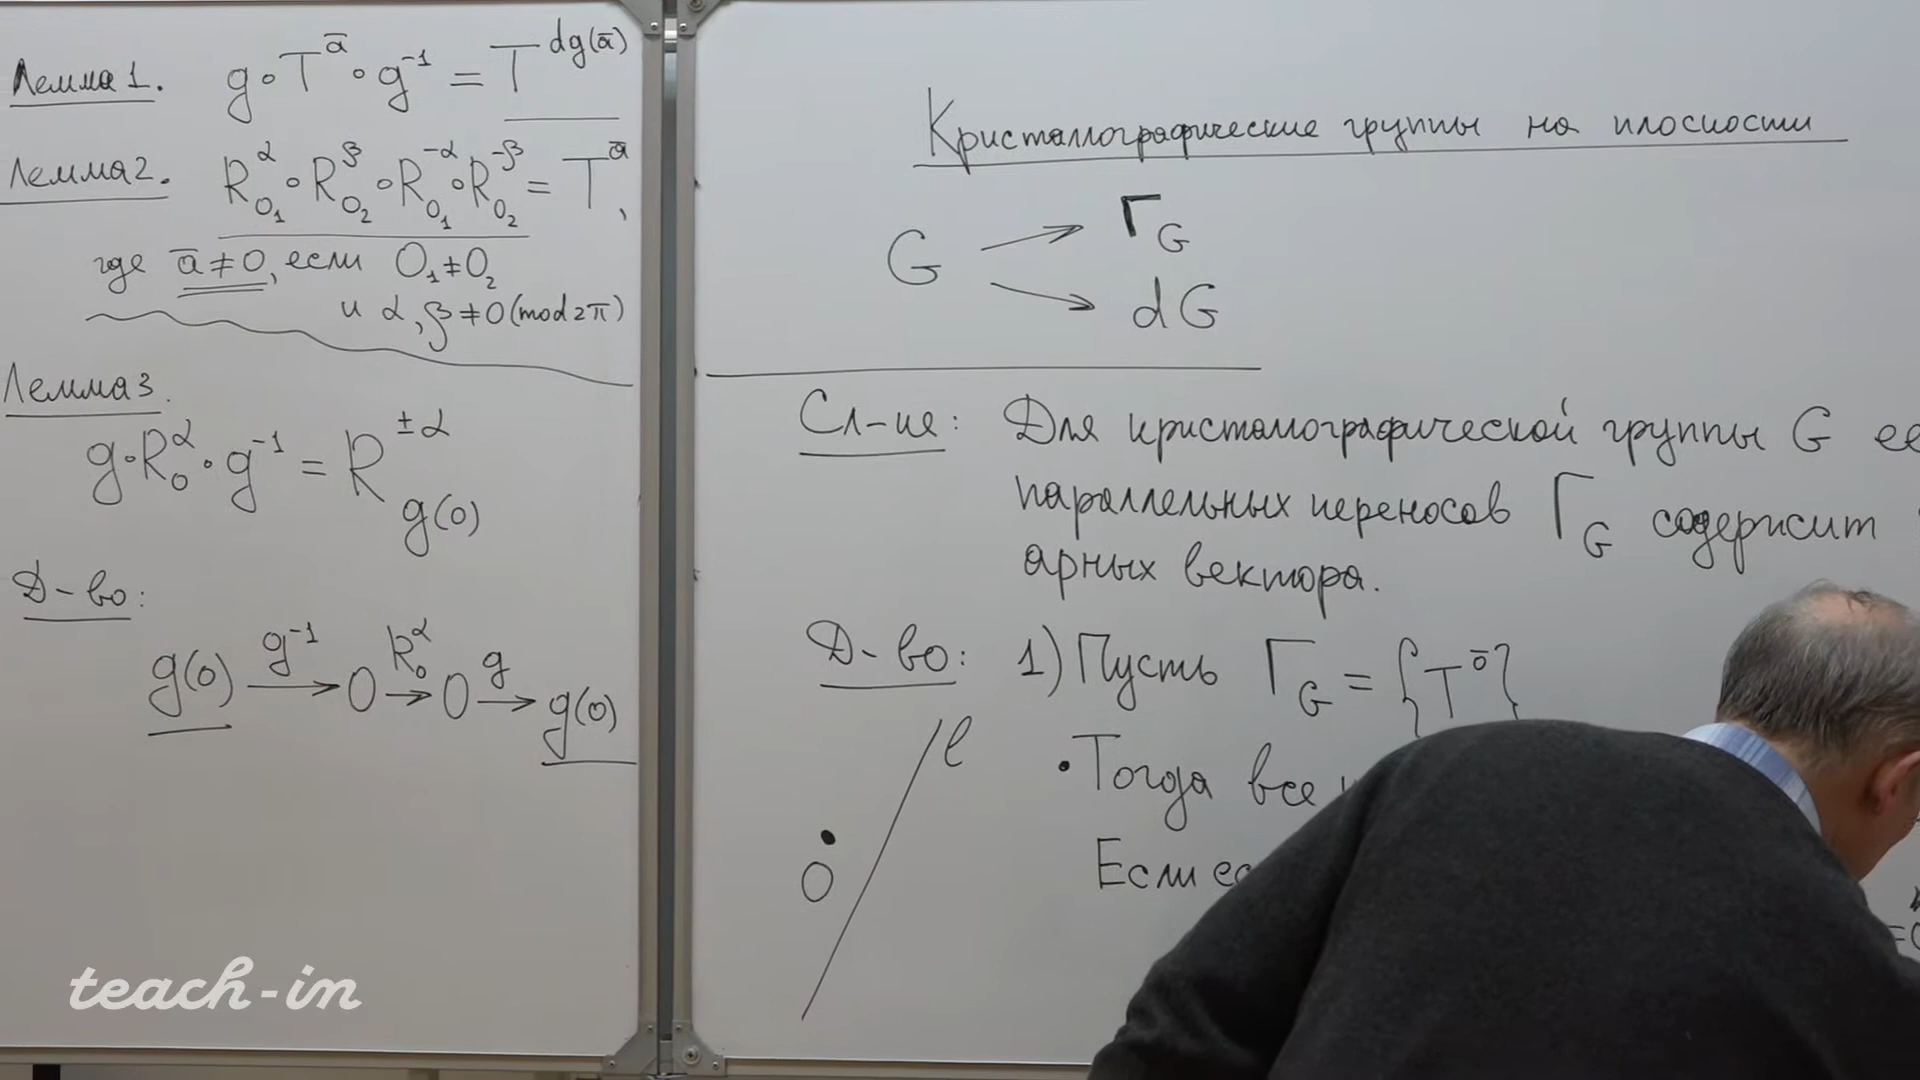 Лемма 1. g∘T^ā∘g⁻¹ = T^dg(ā)
Лемма 2. R^α_O₁∘R^β_O₂∘R^-α_O₁∘R^-β_O₂ = T^ā,
где ā≠0, если O₁≠O₂
и α, β≠0 (mod 2π)
Лемма 3.
g∘R^α_O∘g⁻¹ = R^±α_g(O)
Д-во:
g(O) →^g⁻¹ O →^R^α_O O →^g g(O)
Кристаллографические группы на плоскости
G → Γ_G
→ dG
Сл-ие: Для кристаллографической группы G её
параллельных переносов Γ_G содержит
арных вектора.
Д-во: 1) Пусть Γ_G = {T^ō}
•Тогда все
Если
l
O
teach-in